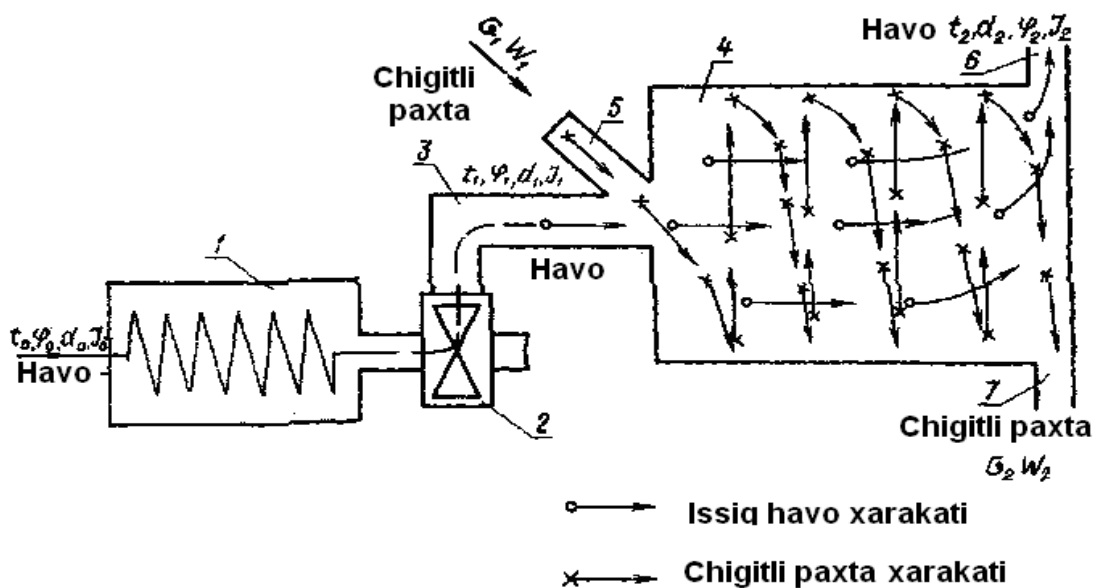 Havo t₂,d₂,φ₂,J₂
G₁ W₁
Chigitli
paxta
4
6
5
3
t₁,φ₁,d₁,J₁
Havo
1
t₀,φ₀,d₀,J₀
Havo
2
7
Chigitli paxta
G₂ W₂
Issiq havo xarakati
Chigitli paxta xarakati